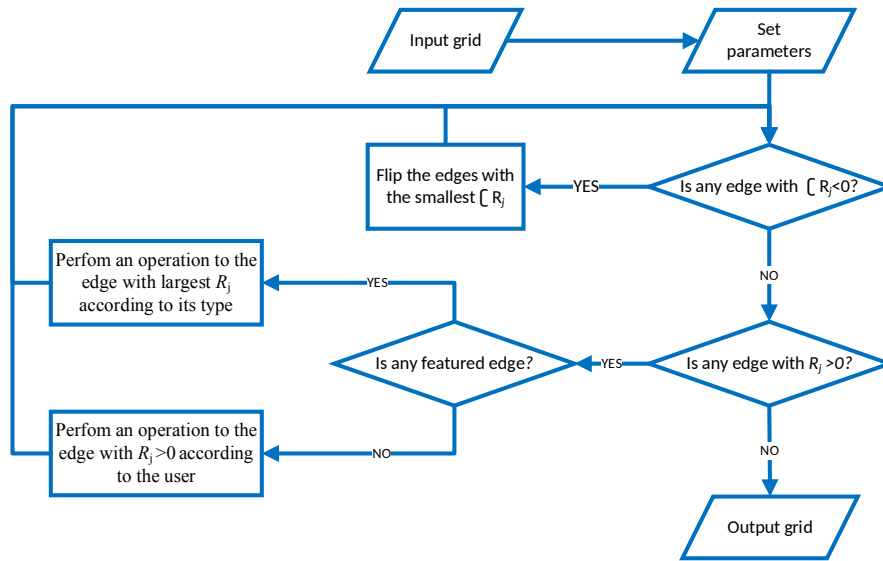 Input grid
Set
parameters
Flip the edges with
the smallest ⎧ Rj
YES
Is any edge with ⎧ Rj<0?
NO
Perfom an operation to the
edge with largest Rj
according to its type
YES
Is any featured edge?
YES
Is any edge with Rj >0?
Perfom an operation to the
edge with Rj >0 according
to the user
NO
NO
Output grid